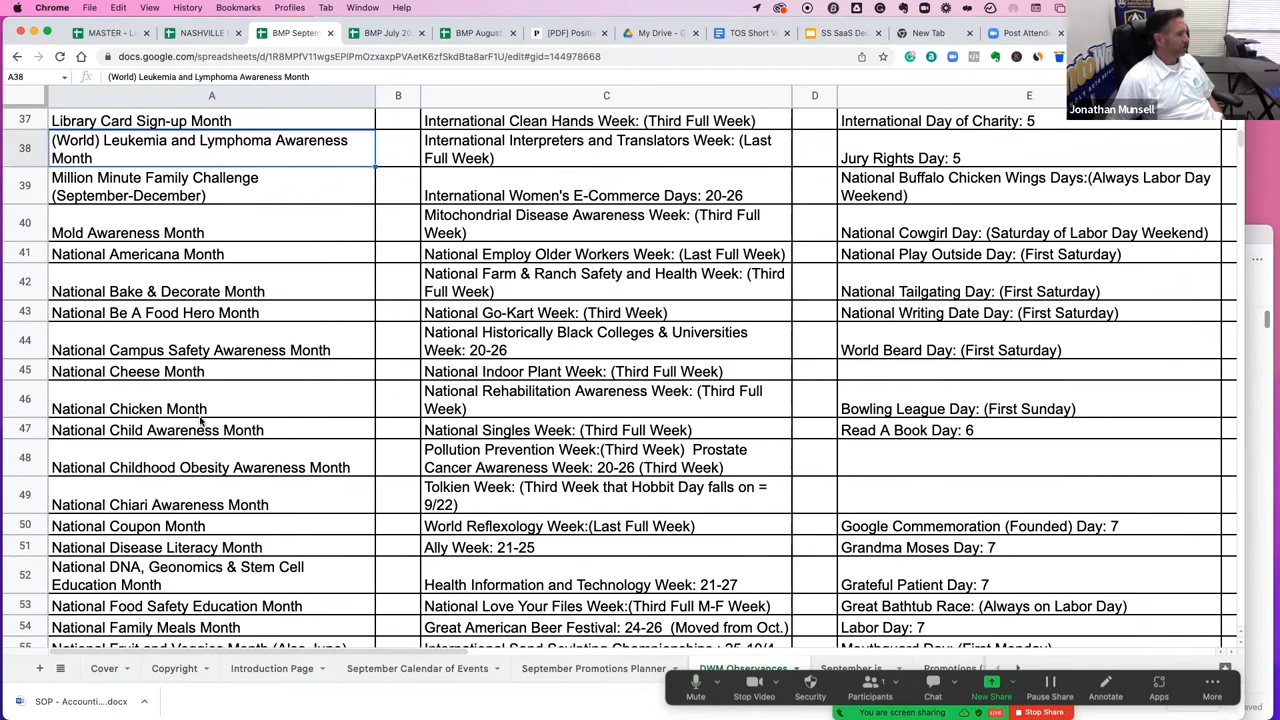 Chrome File Edit View History Bookmarks Profiles Tab Window Help
MASTER - L NASHVILLE BMP Septem BMP August TOS Short V SEISaaS Dec New Tab Post Attende
docs.google.com/spreadsheets/d/1R8MPfY1wgsEPlFPsOzxaxpPVAetK6zfSkdBta8arF1U/edit#gid=144978668
A38 (World) Leukemia and Lymphoma Awareness Month
Jonathan Munsell
A B C D E
37 Library Card Sign-up Month International Clean Hands Week: (Third Full Week) International Day of Charity: 5
(World) Leukemia and Lymphoma Awareness International Interpreters and Translators Week: (Last
38 Month Full Week) Jury Rights Day: 5
Million Minute Family Challenge National Buffalo Chicken Wings Days:(Always Labor Day
39 (September-December) International Women's E-Commerce Days: 20-26 Weekend)
Mitochondrial Disease Awareness Week: (Third Full
40 Mold Awareness Month Week) National Cowgirl Day: (Saturday of Labor Day Weekend)
41 National Americana Month National Employ Older Workers Week: (Last Full Week) National Play Outside Day: (First Saturday)
National Farm & Ranch Safety and Health Week: (Third
42 National Bake & Decorate Month Full Week) National Tailgating Day: (First Saturday)
43 National Be A Food Hero Month National Go-Kart Week: (Third Week) National Writing Date Day: (First Saturday)
National Historically Black Colleges & Universities
44 National Campus Safety Awareness Month Week: 20-26 World Beard Day: (First Saturday)
45 National Cheese Month National Indoor Plant Week: (Third Full Week)
National Rehabilitation Awareness Week: (Third Full
46 National Chicken Month Week) Bowling League Day: (First Sunday)
47 National Child Awareness Month National Singles Week: (Third Full Week) Read A Book Day: 6
Pollution Prevention Week:(Third Week) Prostate
48 National Childhood Obesity Awareness Month Cancer Awareness Week: 20-26 (Third Week)
Tolkien Week: (Third Week that Hobbit Day falls on =
49 National Chiari Awareness Month 9/22)
50 National Coupon Month World Reflexology Week:(Last Full Week) Google Commemoration (Founded) Day: 7
51 National Disease Literacy Month Ally Week: 21-25 Grandma Moses Day: 7
National DNA, Geonomics & Stem Cell
52 Education Month Health Information and Technology Week: 21-27 Grateful Patient Day: 7
53 National Food Safety Education Month National Love Your Files Week:(Third Full M-F Week) Great Bathtub Race: (Always on Labor Day)
54 National Family Meals Month Great American Beer Festival: 24-26 (Moved from Oct.) Labor Day: 7
Cover Copyright Introduction Page September Calendar of Events September Promotions Planner DWM Observances September is Promotions (
Mute Stop Video Security Participants 1 Chat New Share Pause Share Annotate Apps More
SOP - Accounti....docx
You are screen sharing LIVE Stop Share